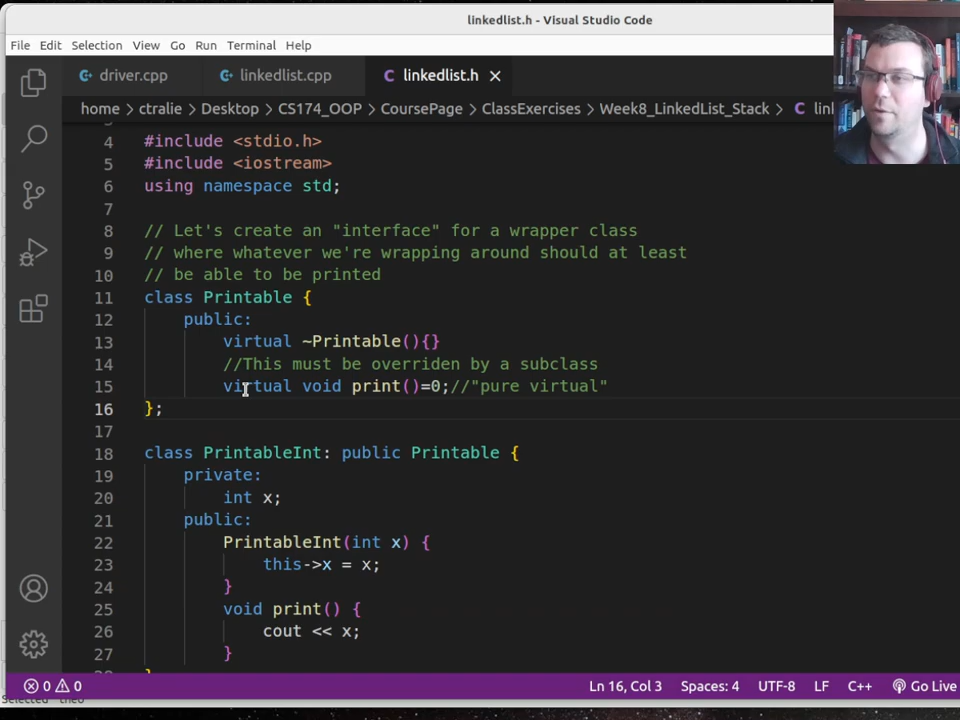 linkedlist.h - Visual Studio Code
File Edit Selection View Go Run Terminal Help
driver.cpp linkedlist.cpp C linkedlist.h
home > ctralie > Desktop > CS174_OOP > CoursePage > ClassExercises > Week8_LinkedList_Stack > C lin
4 #include <stdio.h>
5 #include <iostream>
6 using namespace std;
7
8 // Let's create an "interface" for a wrapper class
9 // where whatever we're wrapping around should at least
10 // be able to be printed
11 class Printable {
12 public:
13 virtual ~Printable(){}
14 //This must be overriden by a subclass
15 virtual void print()=0;//"pure virtual"
16 };
17
18 class PrintableInt: public Printable {
19 private:
20 int x;
21 public:
22 PrintableInt(int x) {
23 this->x = x;
24 }
25 void print() {
26 cout << x;
27 }
0 0 Ln 16, Col 3 Spaces: 4 UTF-8 LF C++ Go Live